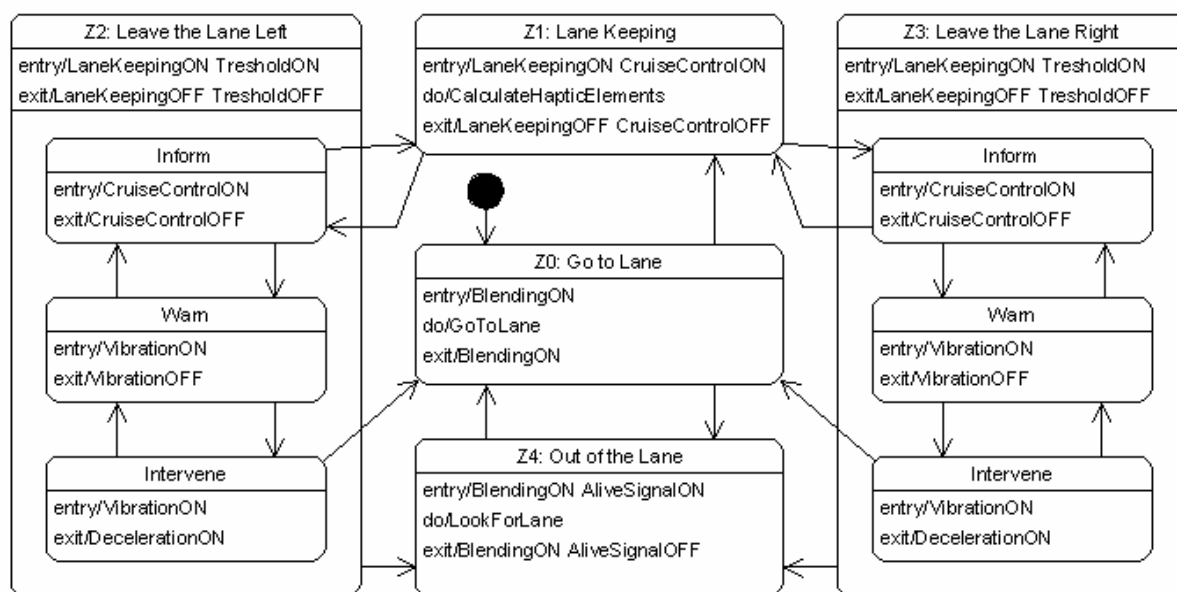 Z2: Leave the Lane Left
entry/LaneKeepingON TresholdON
exit/LaneKeepingOFF TresholdOFF
Inform
entry/CruiseControlON
exit/CruiseControlOFF
Warn
entry/VibrationON
exit/VibrationOFF
Intervene
entry/VibrationON
exit/DecelerationON
Z1: Lane Keeping
entry/LaneKeepingON CruiseControlON
do/CalculateHapticElements
exit/LaneKeepingOFF CruiseControlOFF
Z0: Go to Lane
entry/BlendingON
do/GoToLane
exit/BlendingON
Z4: Out of the Lane
entry/BlendingON AliveSignalON
do/LookForLane
exit/BlendingON AliveSignalOFF
Z3: Leave the Lane Right
entry/LaneKeepingON TresholdON
exit/LaneKeepingOFF TresholdOFF
Inform
entry/CruiseControlON
exit/CruiseControlOFF
Warn
entry/VibrationON
exit/VibrationOFF
Intervene
entry/VibrationON
exit/DecelerationON